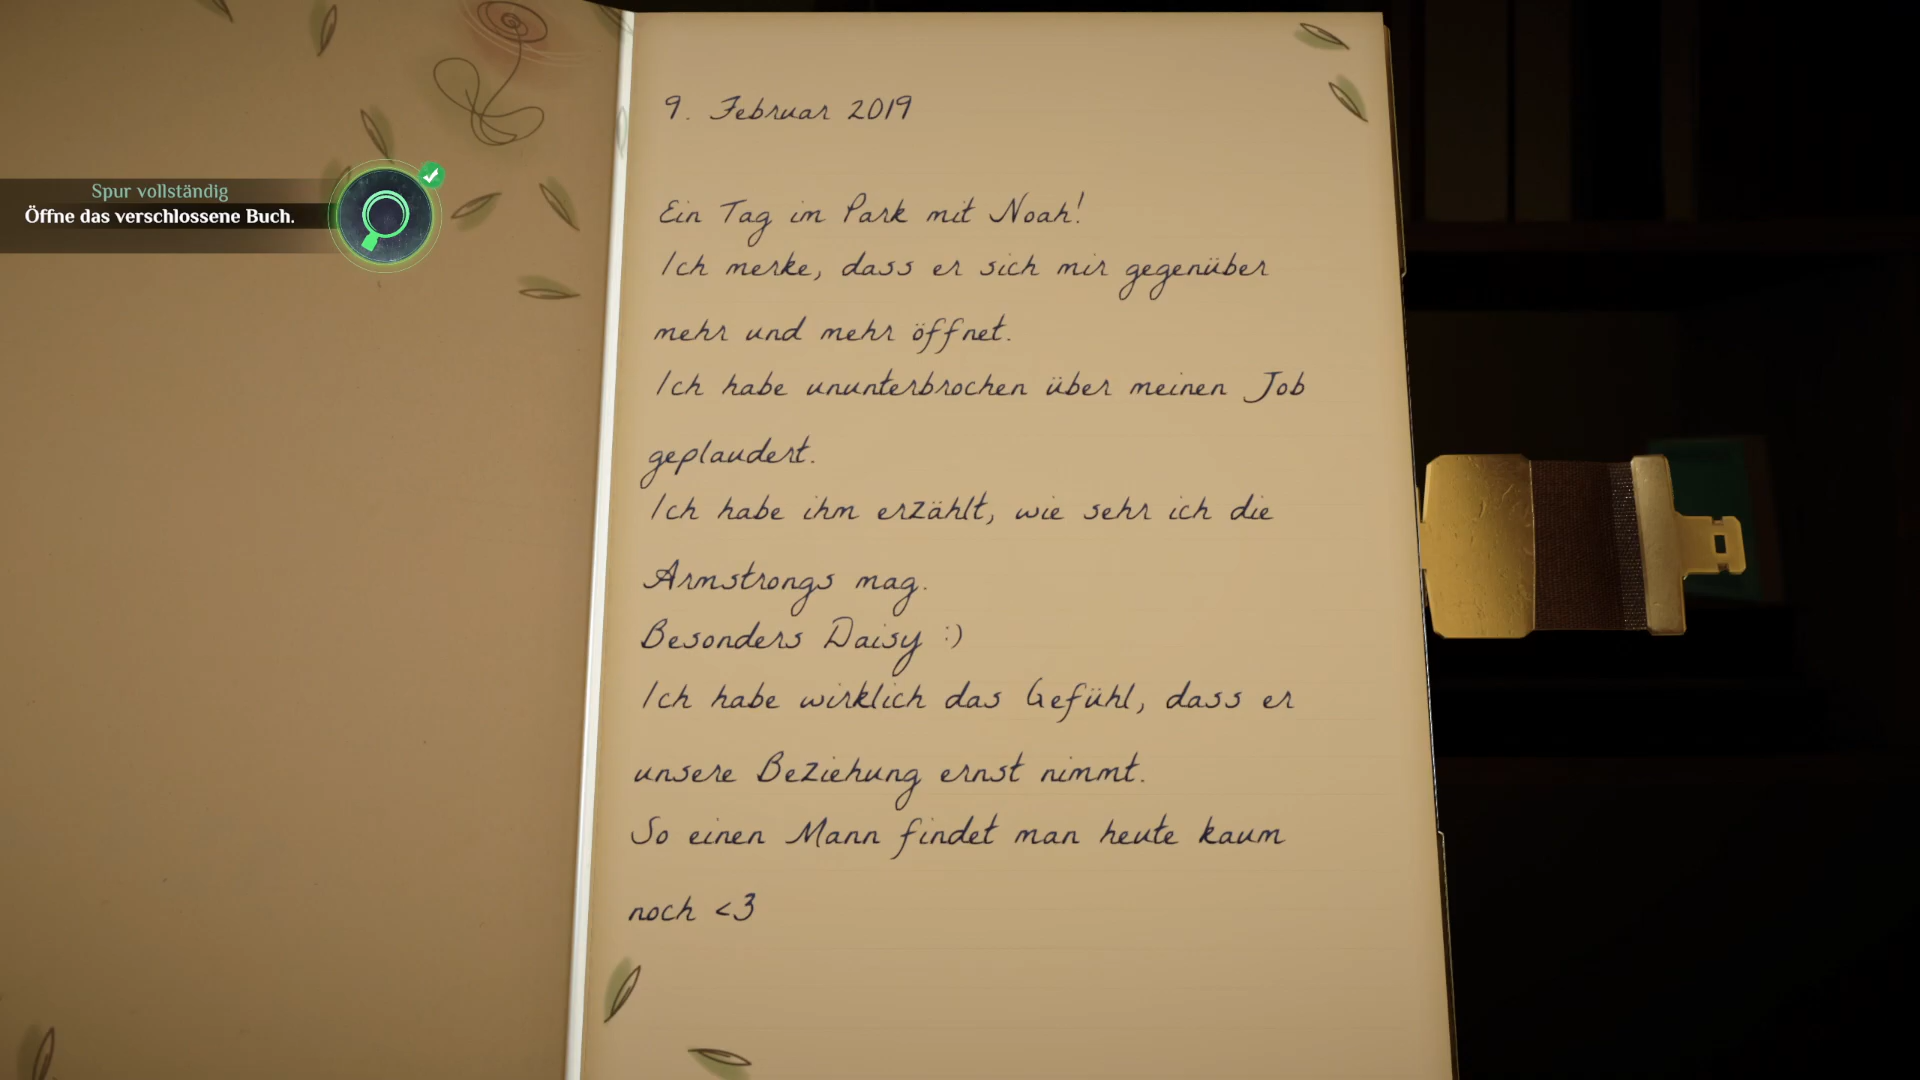 Spur vollständig
Öffne das verschlossene Buch.
9. Februar 2019
Ein Tag im Park mit Noah!
Ich merke, dass er sich mir gegenüber
mehr und mehr öffnet.
Ich habe ununterbrochen über meinen Job
geplaudert.
Ich habe ihm erzählt, wie sehr ich die
Armstrongs mag.
Besonders Daisy :)
Ich habe wirklich das Gefühl, dass er
unsere Beziehung ernst nimmt.
So einen Mann findet man heute kaum
noch <3